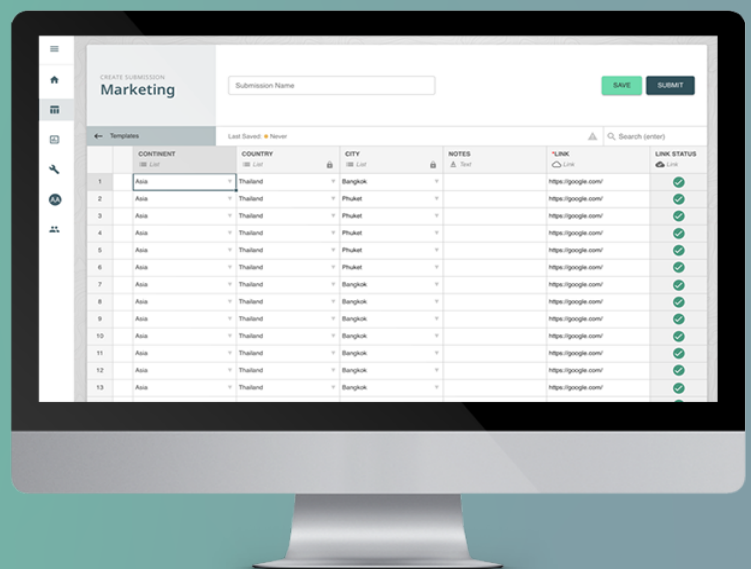 CREATE SUBMISSION
Marketing
Submission Name
SAVE
SUBMIT
← Templates
Last Saved: Never
Search (enter)
CONTINENT COUNTRY CITY NOTES *LINK LINK STATUS
List List List Text Link Link
1 Asia Thailand Bangkok https://google.com/
2 Asia Thailand Phuket https://google.com/
3 Asia Thailand Phuket https://google.com/
4 Asia Thailand Phuket https://google.com/
5 Asia Thailand Phuket https://google.com/
6 Asia Thailand Phuket https://google.com/
7 Asia Thailand Bangkok https://google.com/
8 Asia Thailand Bangkok https://google.com/
9 Asia Thailand Bangkok https://google.com/
10 Asia Thailand Bangkok https://google.com/
11 Asia Thailand Bangkok https://google.com/
12 Asia Thailand Bangkok https://google.com/
13 Asia Thailand Bangkok https://google.com/
AA